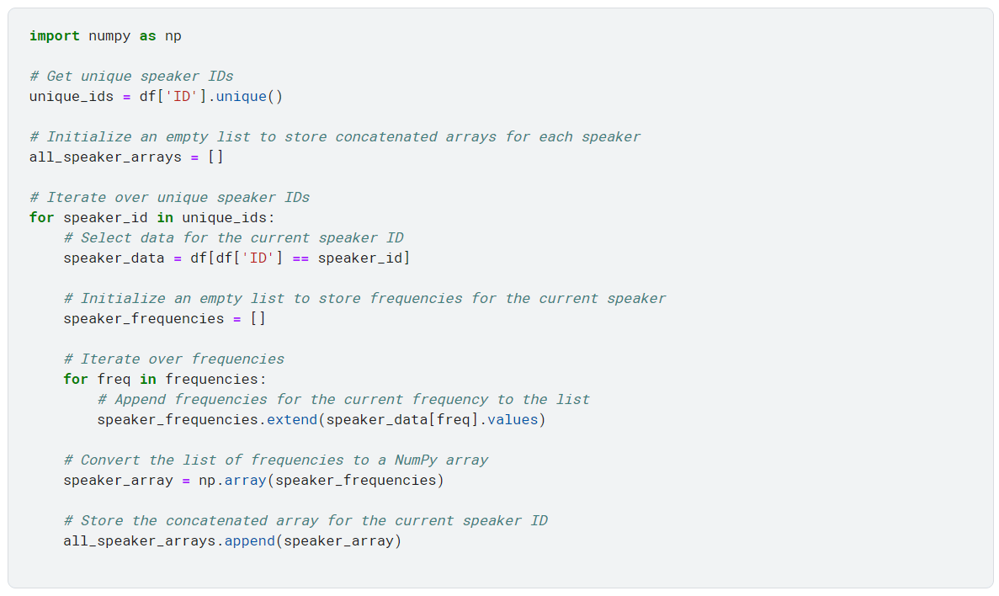 import numpy as np
# Get unique speaker IDs
unique_ids = df['ID'].unique()
# Initialize an empty list to store concatenated arrays for each speaker
all_speaker_arrays = []
# Iterate over unique speaker IDs
for speaker_id in unique_ids:
    # Select data for the current speaker ID
    speaker_data = df[df['ID'] == speaker_id]
    # Initialize an empty list to store frequencies for the current speaker
    speaker_frequencies = []
    # Iterate over frequencies
    for freq in frequencies:
        # Append frequencies for the current frequency to the list
        speaker_frequencies.extend(speaker_data[freq].values)
    # Convert the list of frequencies to a NumPy array
    speaker_array = np.array(speaker_frequencies)
    # Store the concatenated array for the current speaker ID
    all_speaker_arrays.append(speaker_array)